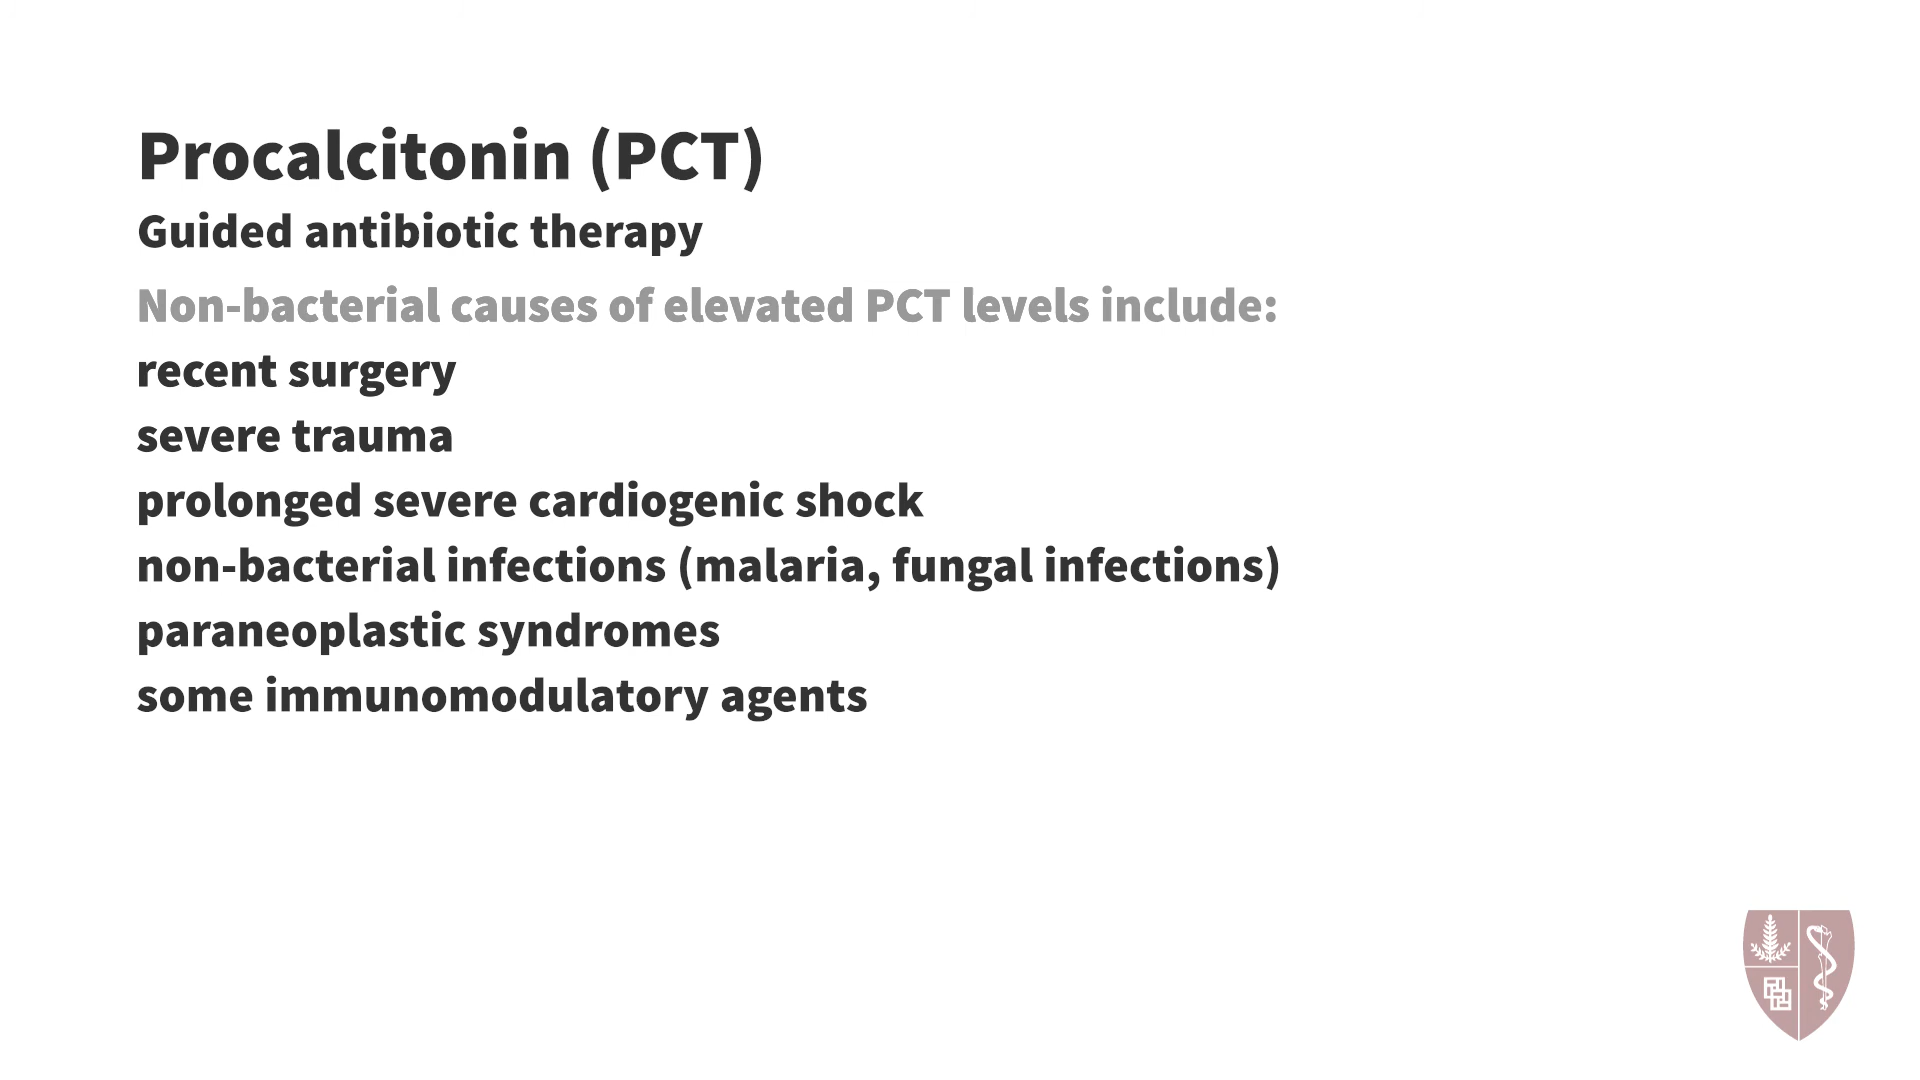 Procalcitonin (PCT)
Guided antibiotic therapy
Non-bacterial causes of elevated PCT levels include:
recent surgery
severe trauma
prolonged severe cardiogenic shock
non-bacterial infections (malaria, fungal infections)
paraneoplastic syndromes
some immunomodulatory agents